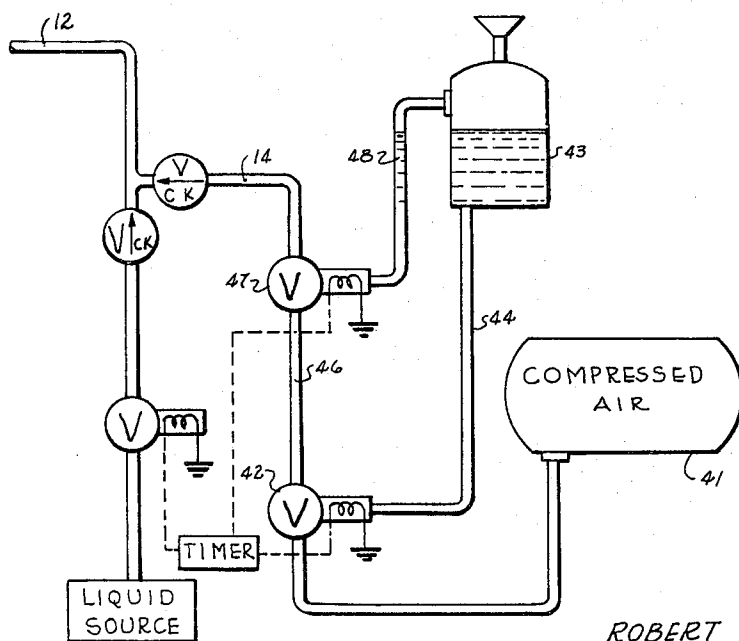 12
14
V
CK
V CK
48
43
47
V
44
46
COMPRESSED
AIR
41
V
42
V
TIMER
LIQUID
SOURCE
ROBERT